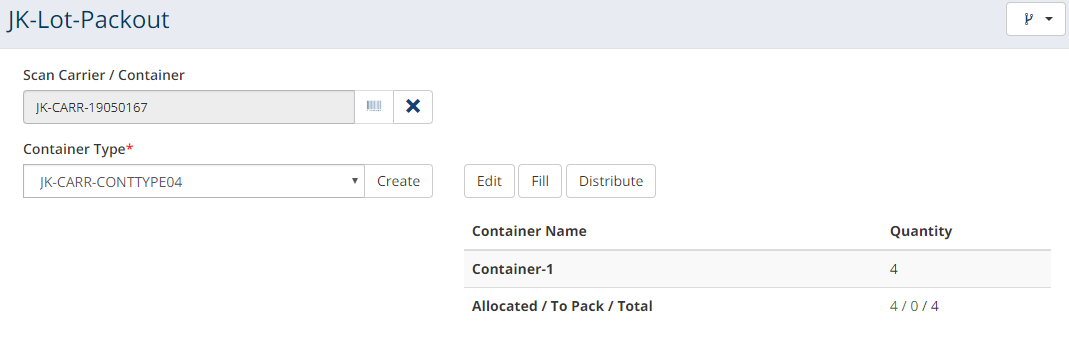 JK-Lot-Packout
Scan Carrier / Container
JK-CARR-19050167
Container Type*
JK-CARR-CONTTYPE04
Create
Edit
Fill
Distribute
Container Name Quantity
Container-1 4
Allocated / To Pack / Total 4 / 0 / 4